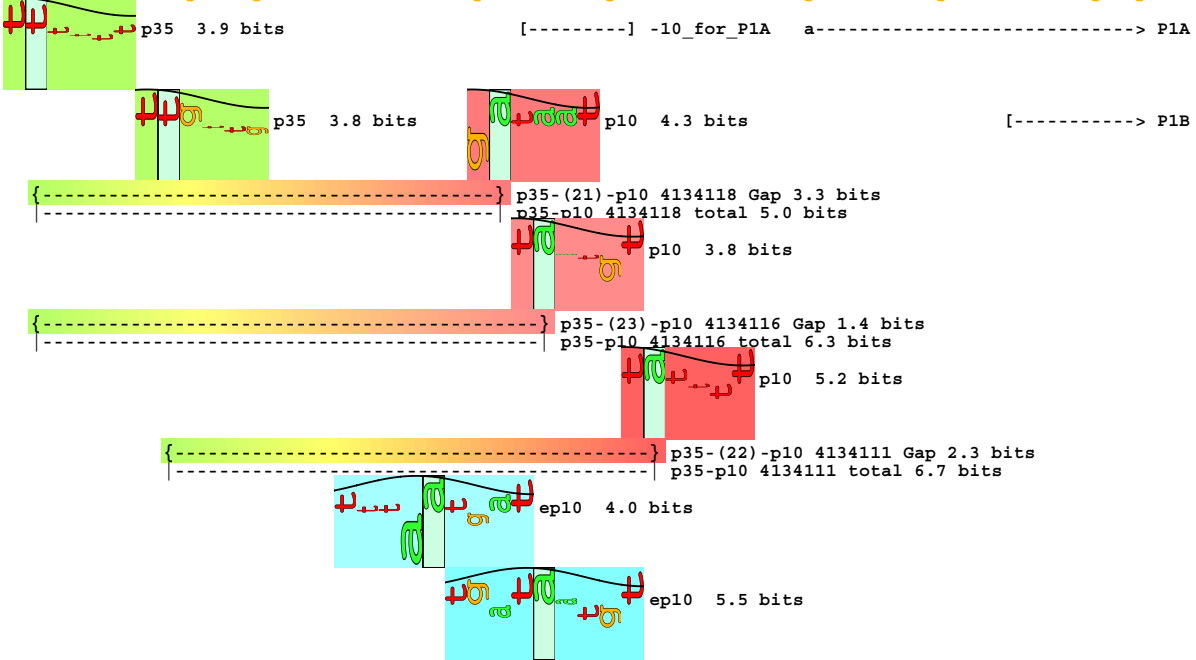 p35 3.9 bits [---------] -10_for_P1A a-----------------------------> P1A
p35 3.8 bits p10 4.3 bits [-----------> P1B
p35-(21)-p10 4134118 Gap 3.3 bits
p35-p10 4134118 total 5.0 bits
p10 3.8 bits
p35-(23)-p10 4134116 Gap 1.4 bits
p35-p10 4134116 total 6.3 bits
p10 5.2 bits
p35-(22)-p10 4134111 Gap 2.3 bits
p35-p10 4134111 total 6.7 bits
ep10 4.0 bits
ep10 5.5 bits